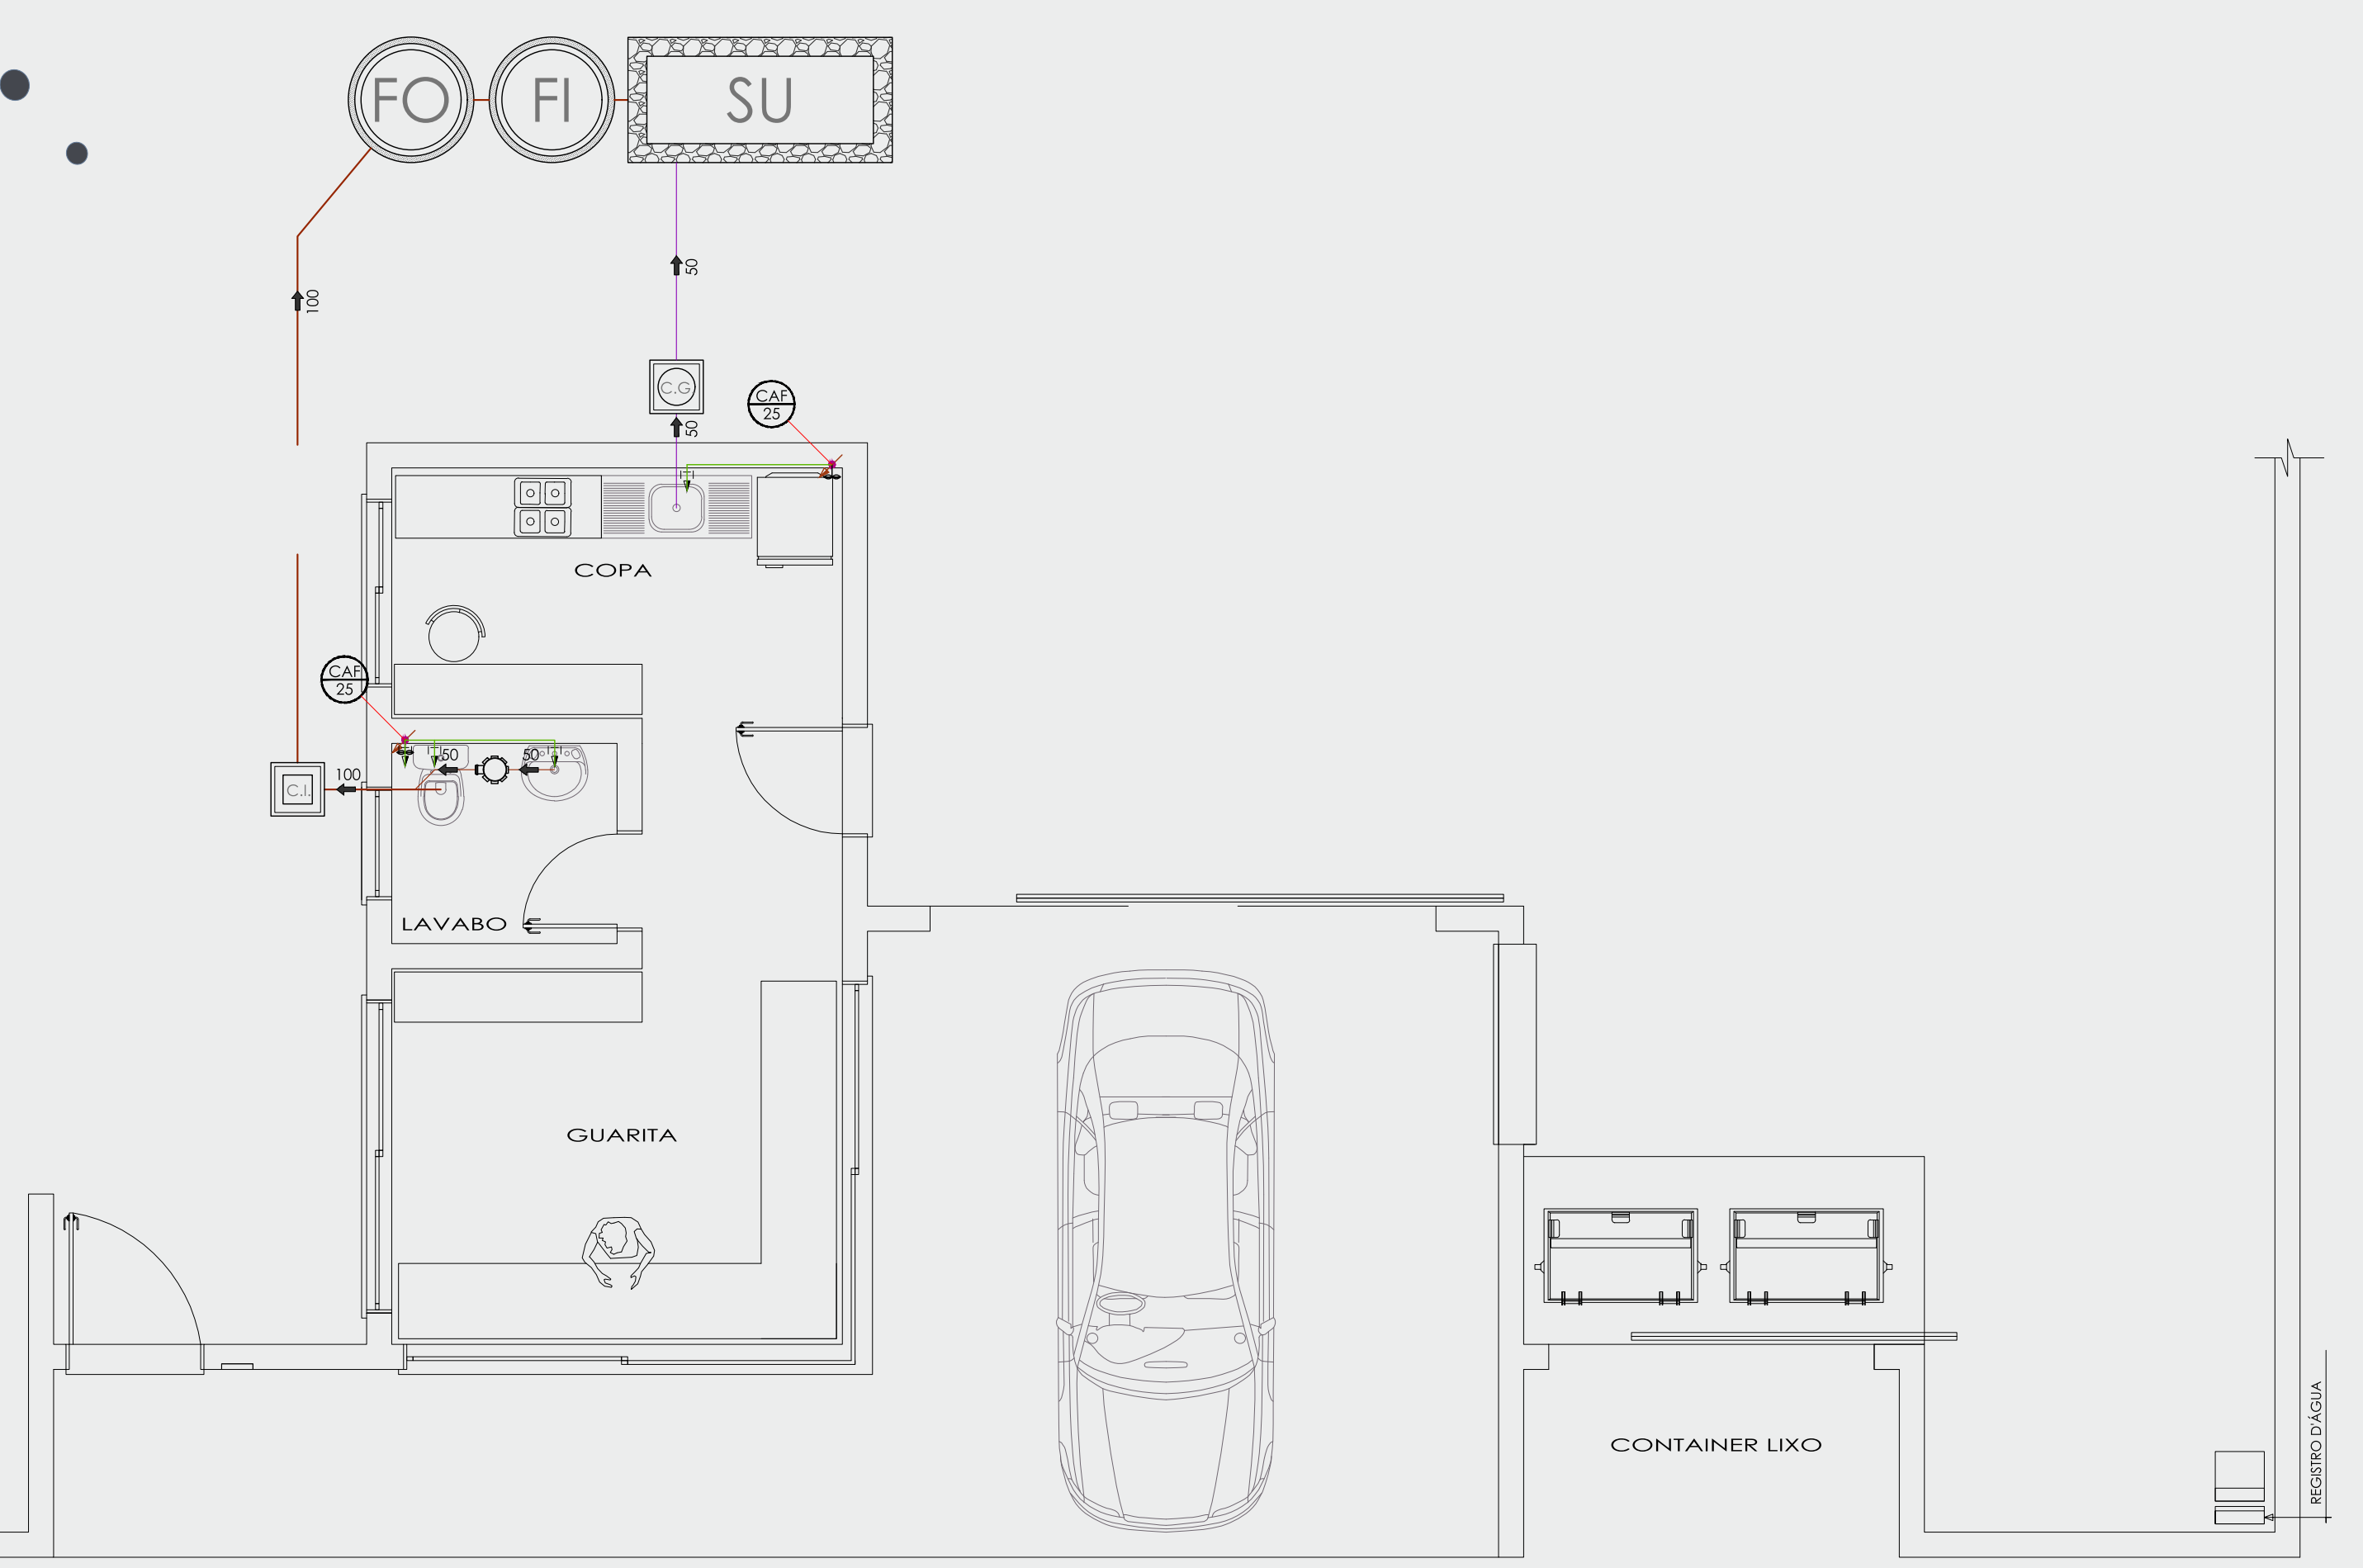 FO
FI
SU
50
100
C.G.
50
CAF
25
COPA
CAF
25
50
50
100
C.I.
LAVABO
GUARITA
CONTAINER LIXO
REGISTRO D'ÁGUA